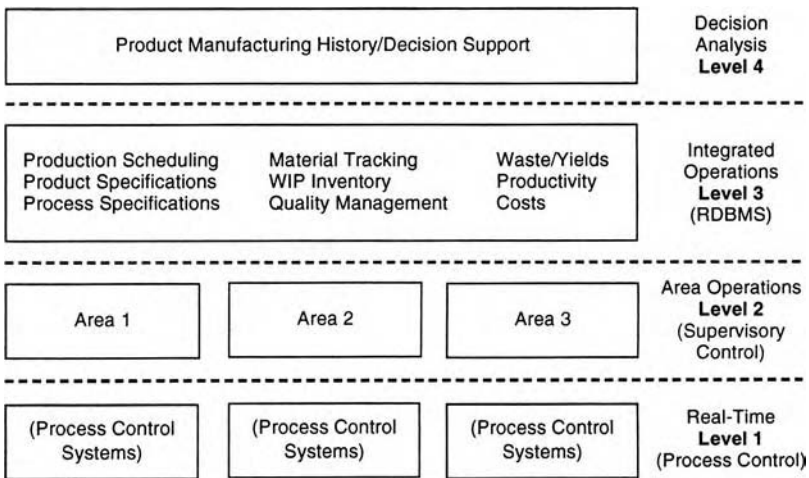 Product Manufacturing History/Decision Support
Decision
Analysis
Level 4
Production Scheduling Material Tracking Waste/Yields
Product Specifications WIP Inventory Productivity
Process Specifications Quality Management Costs
Integrated
Operations
Level 3
(RDBMS)
Area 1
Area 2
Area 3
Area Operations
Level 2
(Supervisory
Control)
(Process Control
Systems)
(Process Control
Systems)
(Process Control
Systems)
Real-Time
Level 1
(Process Control)